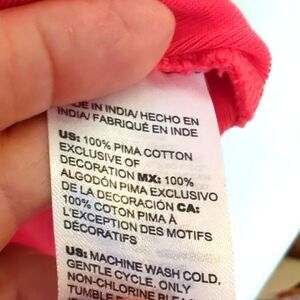 MADE IN INDIA/ HECHO EN
INDIA/ FABRIQUÉ EN INDE
US: 100% PIMA COTTON
EXCLUSIVE OF
DECORATION MX: 100%
ALGODÓN PIMA EXCLUSIVO
DE LA DECORACIÓN CA:
100% COTON PIMA À
L'EXCEPTION DES MOTIFS
DÉCORATIFS
US: MACHINE WASH COLD,
GENTLE CYCLE, ONLY
NON-CHLORINE
TUMBLE